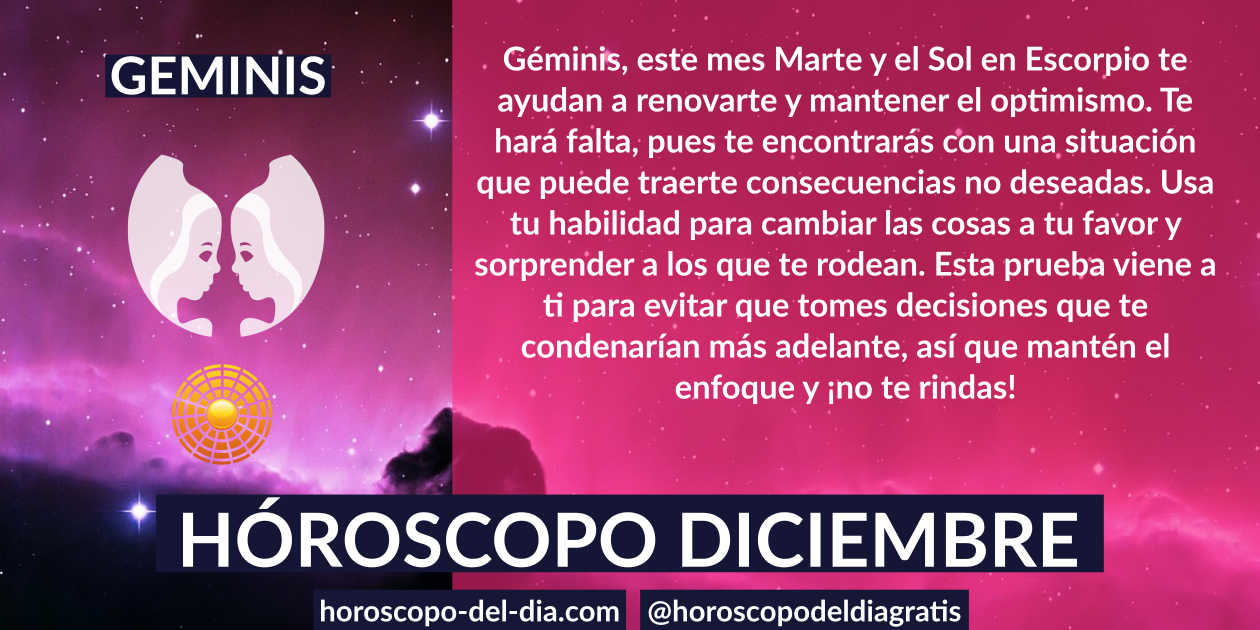 GEMINIS
Géminis, este mes Marte y el Sol en Escorpio te
ayudan a renovarte y mantener el optimismo. Te
hará falta, pues te encontrarás con una situación
que puede traerte consecuencias no deseadas. Usa
tu habilidad para cambiar las cosas a tu favor y
sorprender a los que te rodean. Esta prueba viene a
ti para evitar que tomes decisiones que te
condenarían más adelante, así que mantén el
enfoque y ¡no te rindas!
HÓROSCOPO DICIEMBRE
horoscopo-del-dia.com
@horoscopodeldiagratis